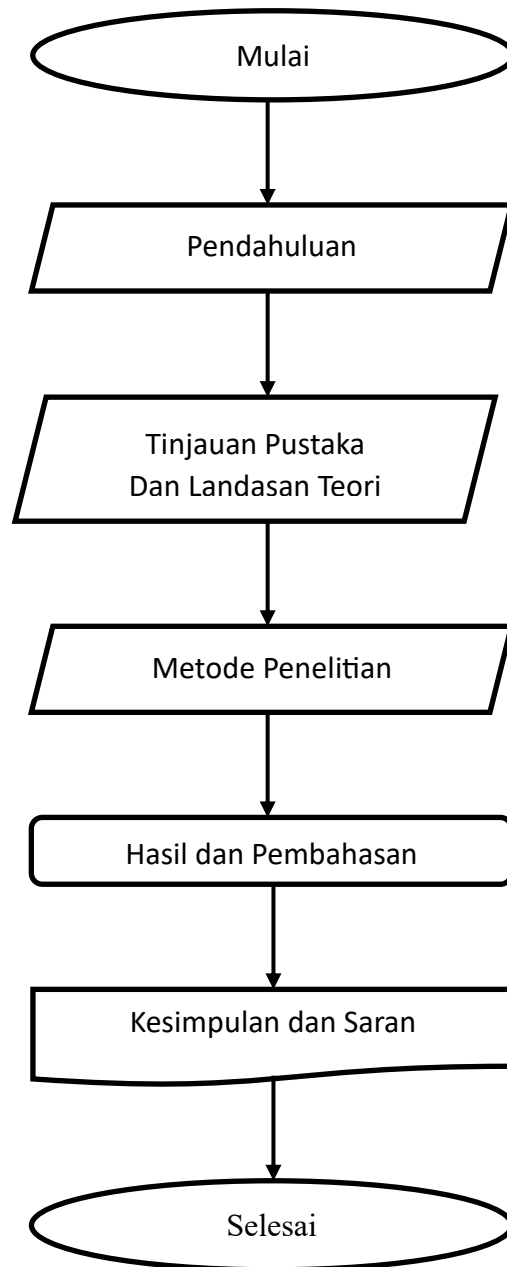 Mulai
Pendahuluan
Tinjauan Pustaka
Dan Landasan Teori
Metode Penelitian
Hasil dan Pembahasan
Kesimpulan dan Saran
Selesai